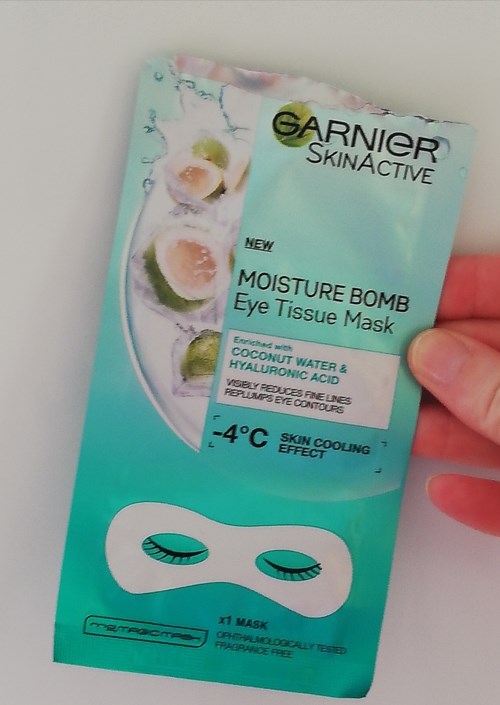 GARNIER
SKINACTIVE
NEW
MOISTURE BOMB
Eye Tissue Mask
Enriched with
COCONUT WATER &
HYALURONIC ACID
VISIBLY REDUCES FINE LINES
REPLUMPS EYE CONTOURS
-4°C SKIN COOLING
EFFECT
x1 MASK
OPHTHALMOLOGICALLY TESTED
FRAGRANCE FREE